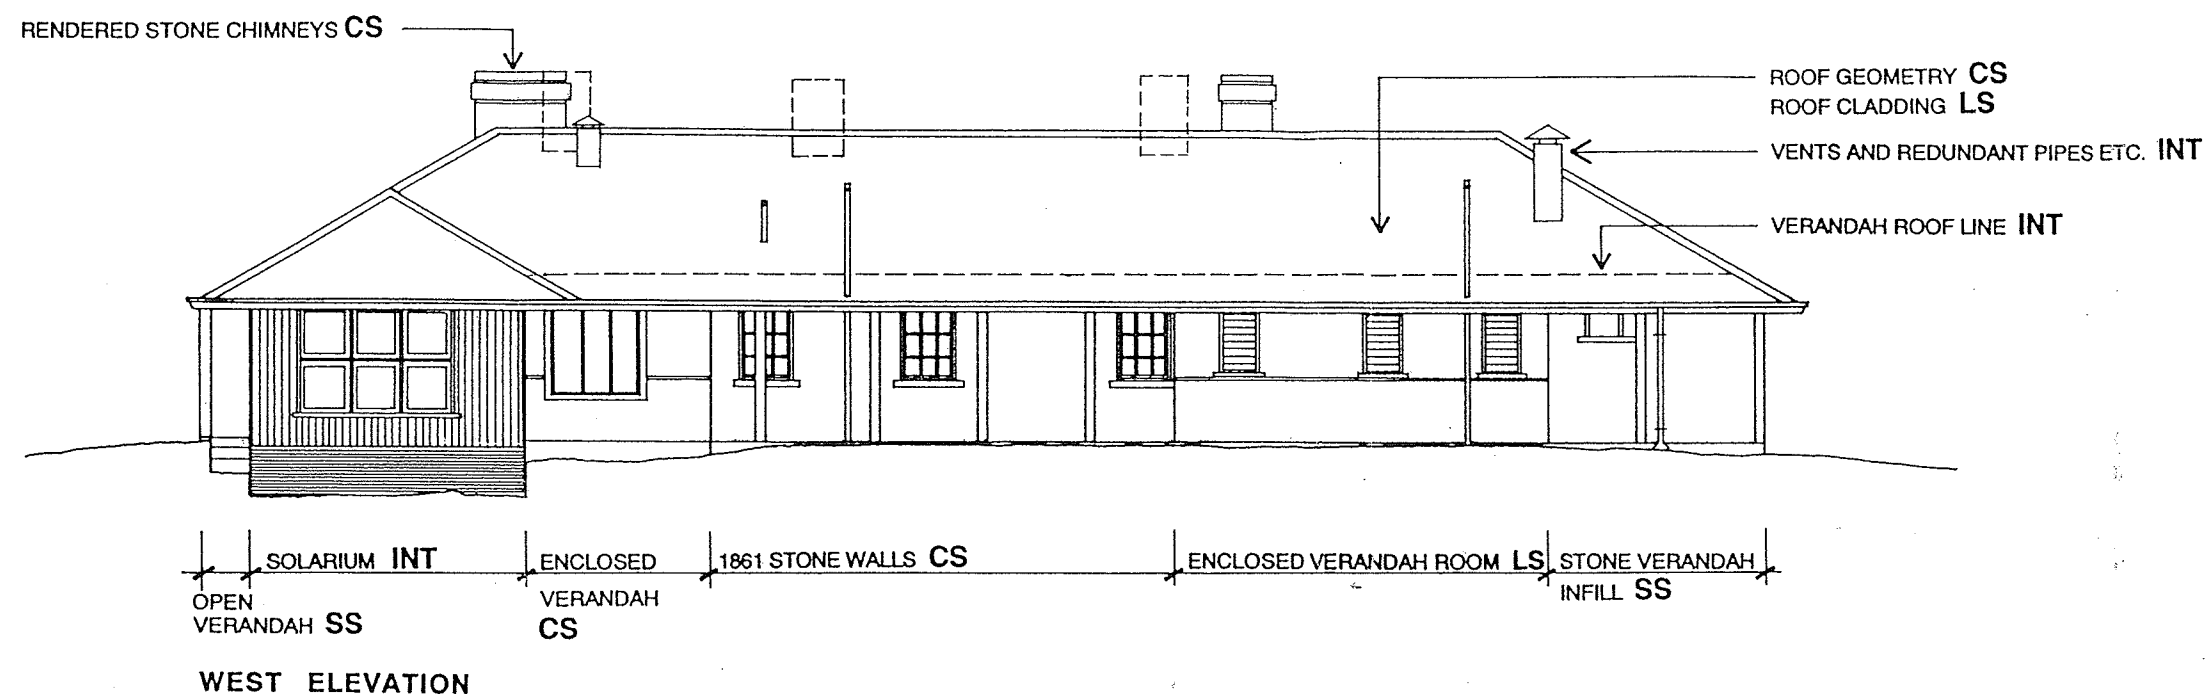 RENDERED STONE CHIMNEYS CS
ROOF GEOMETRY CS
ROOF CLADDING LS
VENTS AND REDUNDANT PIPES ETC. INT
VERANDAH ROOF LINE INT
SOLARIUM INT
ENCLOSED
VERANDAH
CS
1861 STONE WALLS CS
ENCLOSED VERANDAH ROOM LS
STONE VERANDAH
INFILL SS
OPEN
VERANDAH SS
WEST ELEVATION